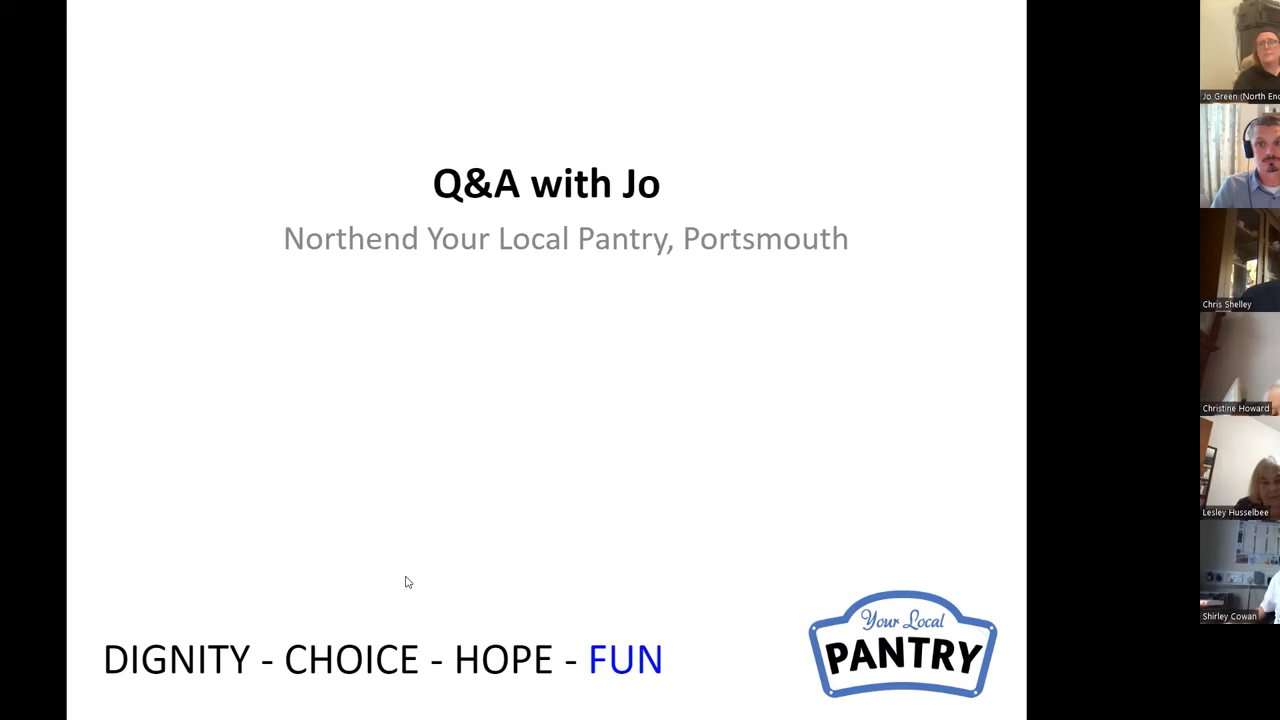 Q&A with Jo
Northend Your Local Pantry, Portsmouth
DIGNITY - CHOICE - HOPE - FUN
Your Local
PANTRY
Jo Green (North End
Chris Shelley
Christine Howard
Lesley Husselbee
Shirley Cowan